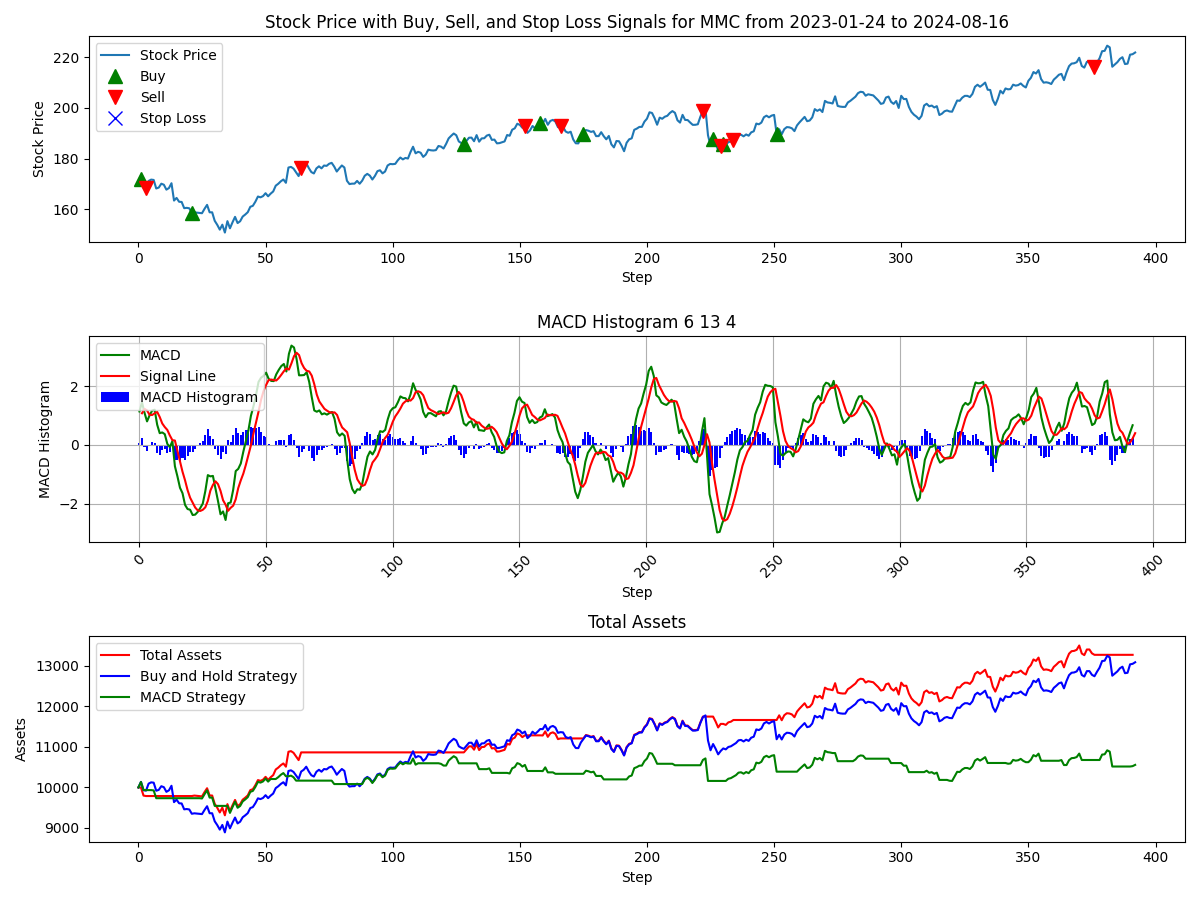 Stock Price with Buy, Sell, and Stop Loss Signals for MMC from 2023-01-24 to 2024-08-16
Stock Price
Buy
Sell
Stop Loss
Stock Price
220
200
180
160
0 50 100 150 200 250 300 350 400
Step
MACD Histogram 6 13 4
MACD
Signal Line
MACD Histogram
MACD Histogram
2
0
−2
0 50 100 150 200 250 300 350 400
Step
Total Assets
Total Assets
Buy and Hold Strategy
MACD Strategy
Assets
13000
12000
11000
10000
9000
0 50 100 150 200 250 300 350 400
Step